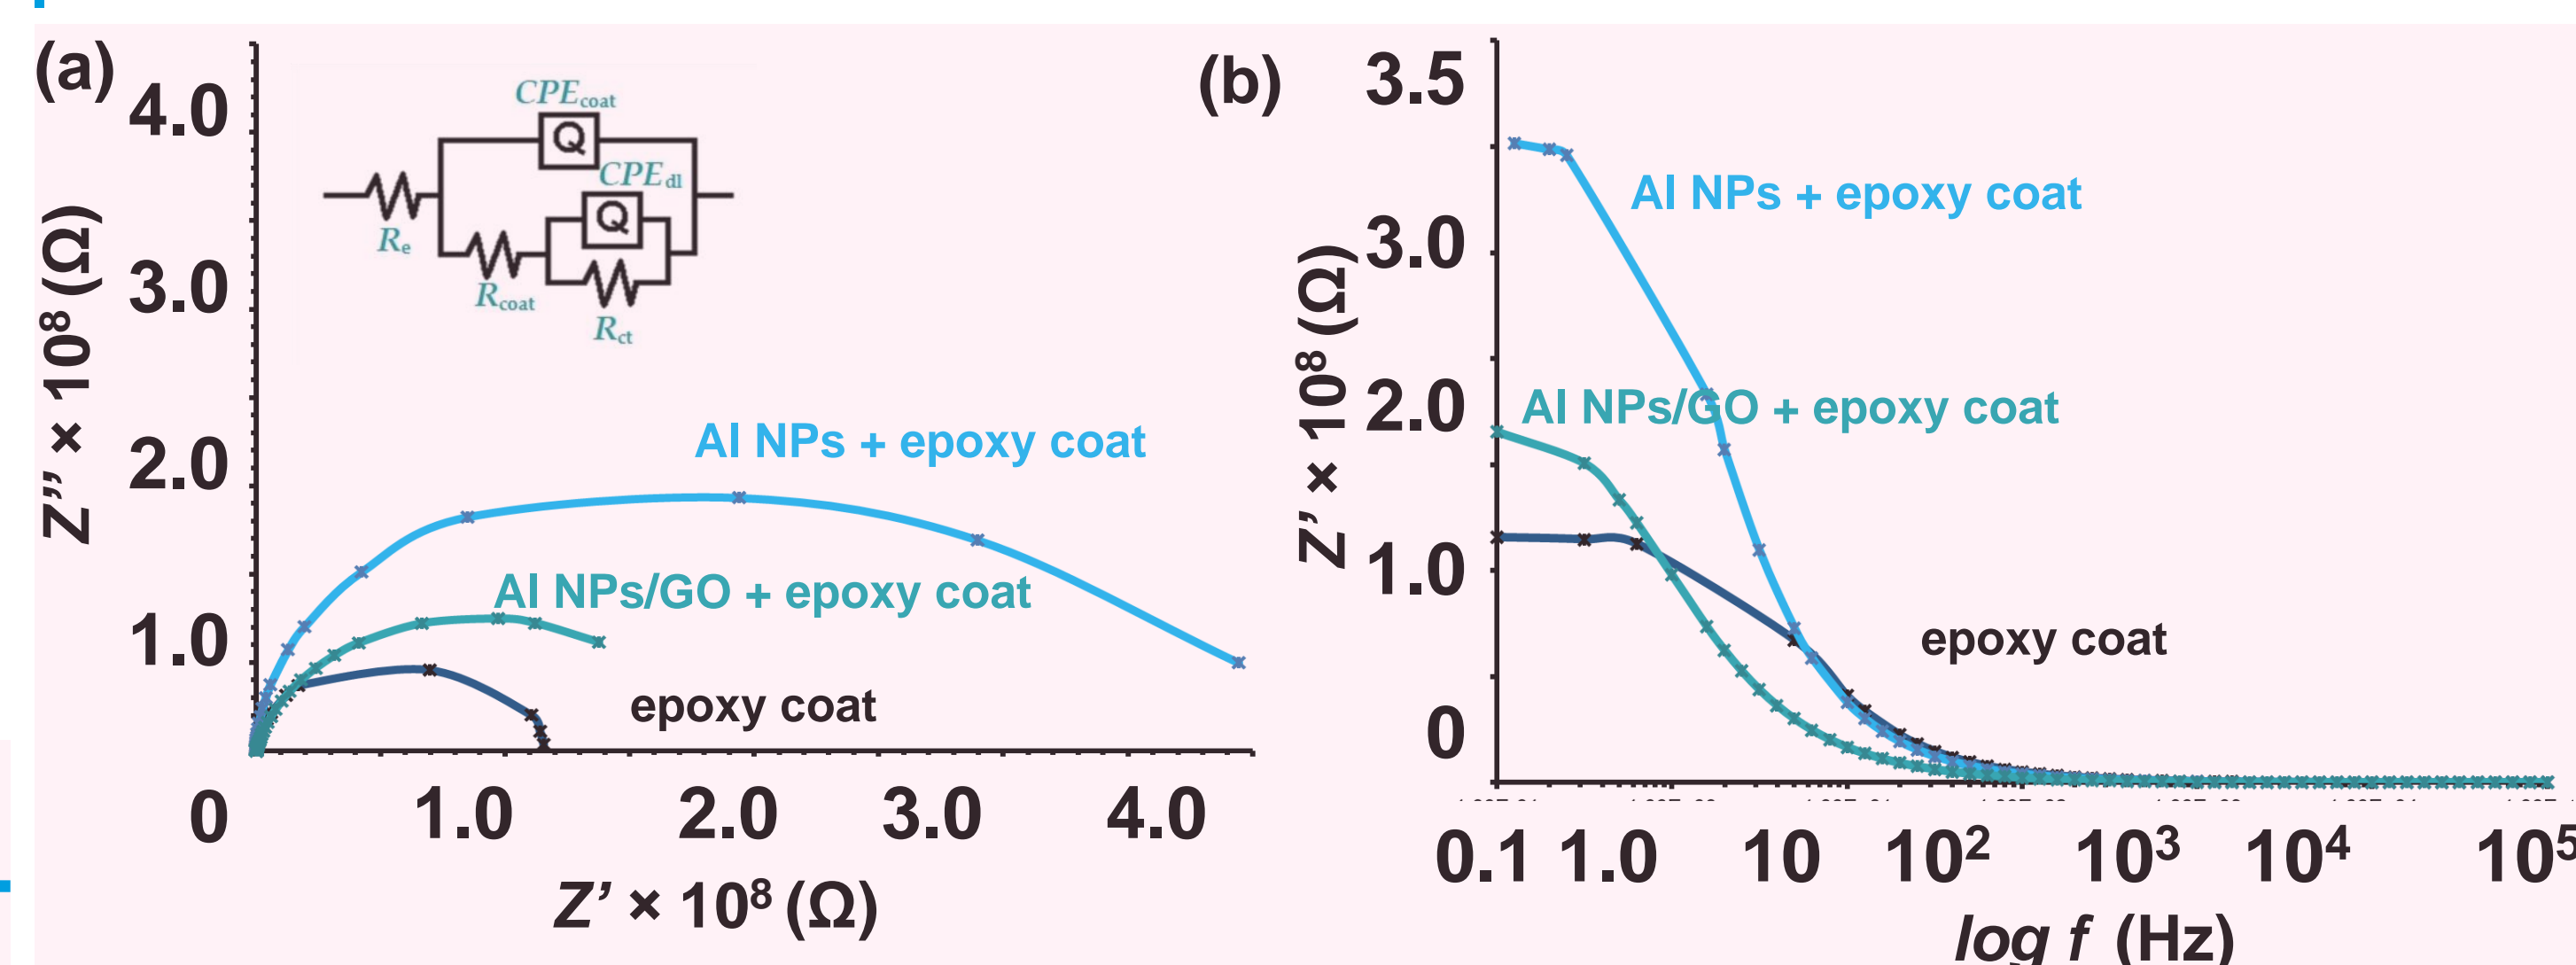 (a)
4.0
3.0
2.0
1.0
0
Z’’ × 10⁸ (Ω)
CPEcoat
Q
CPEdl
Q
Re
Rcoat
Rct
Al NPs + epoxy coat
Al NPs/GO + epoxy coat
epoxy coat
1.0 2.0 3.0 4.0
Z’ × 10⁸ (Ω)
(b)
3.5
3.0
2.0
1.0
0
Z’ × 10⁸ (Ω)
Al NPs + epoxy coat
Al NPs/GO + epoxy coat
epoxy coat
0.1 1.0 10 10² 10³ 10⁴ 10⁵
log f (Hz)